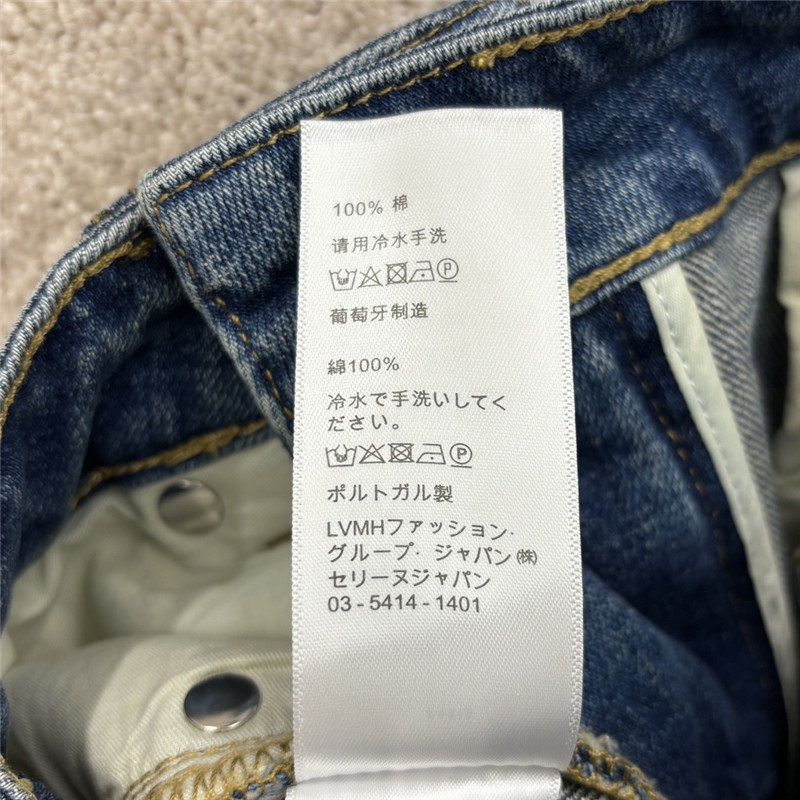 100% 棉
请用冷水手洗
P
葡萄牙制造
綿100%
冷水で手洗いしてく
ださい。
P
ポルトガル製
LVMHファッション·
グループ· ジャパン㈱
セリーヌジャパン
03-5414-1401